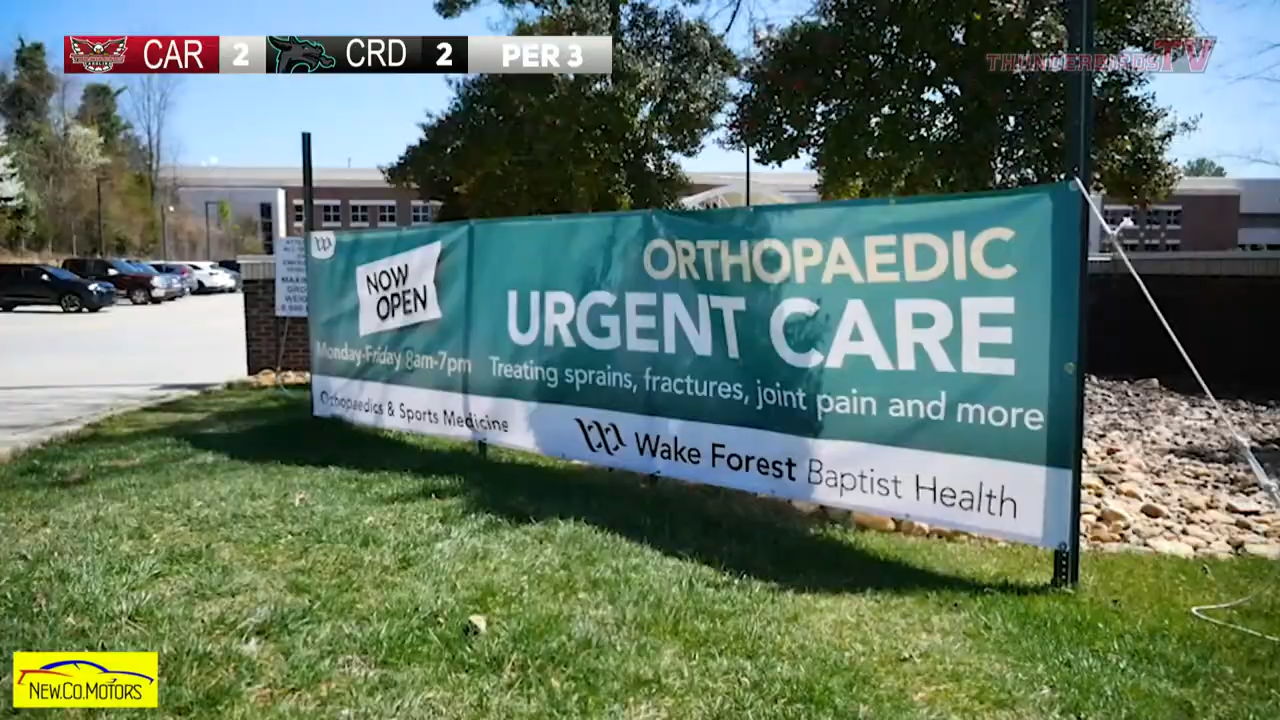 CAR 2 CRD 2 PER 3
THUNDERBIRDS TV
NOW
OPEN
ORTHOPAEDIC
URGENT CARE
Monday-Friday 8am-7pm
Treating sprains, fractures, joint pain and more
Orthopaedics & Sports Medicine
Wake Forest Baptist Health
NEW.CO.MOTORS